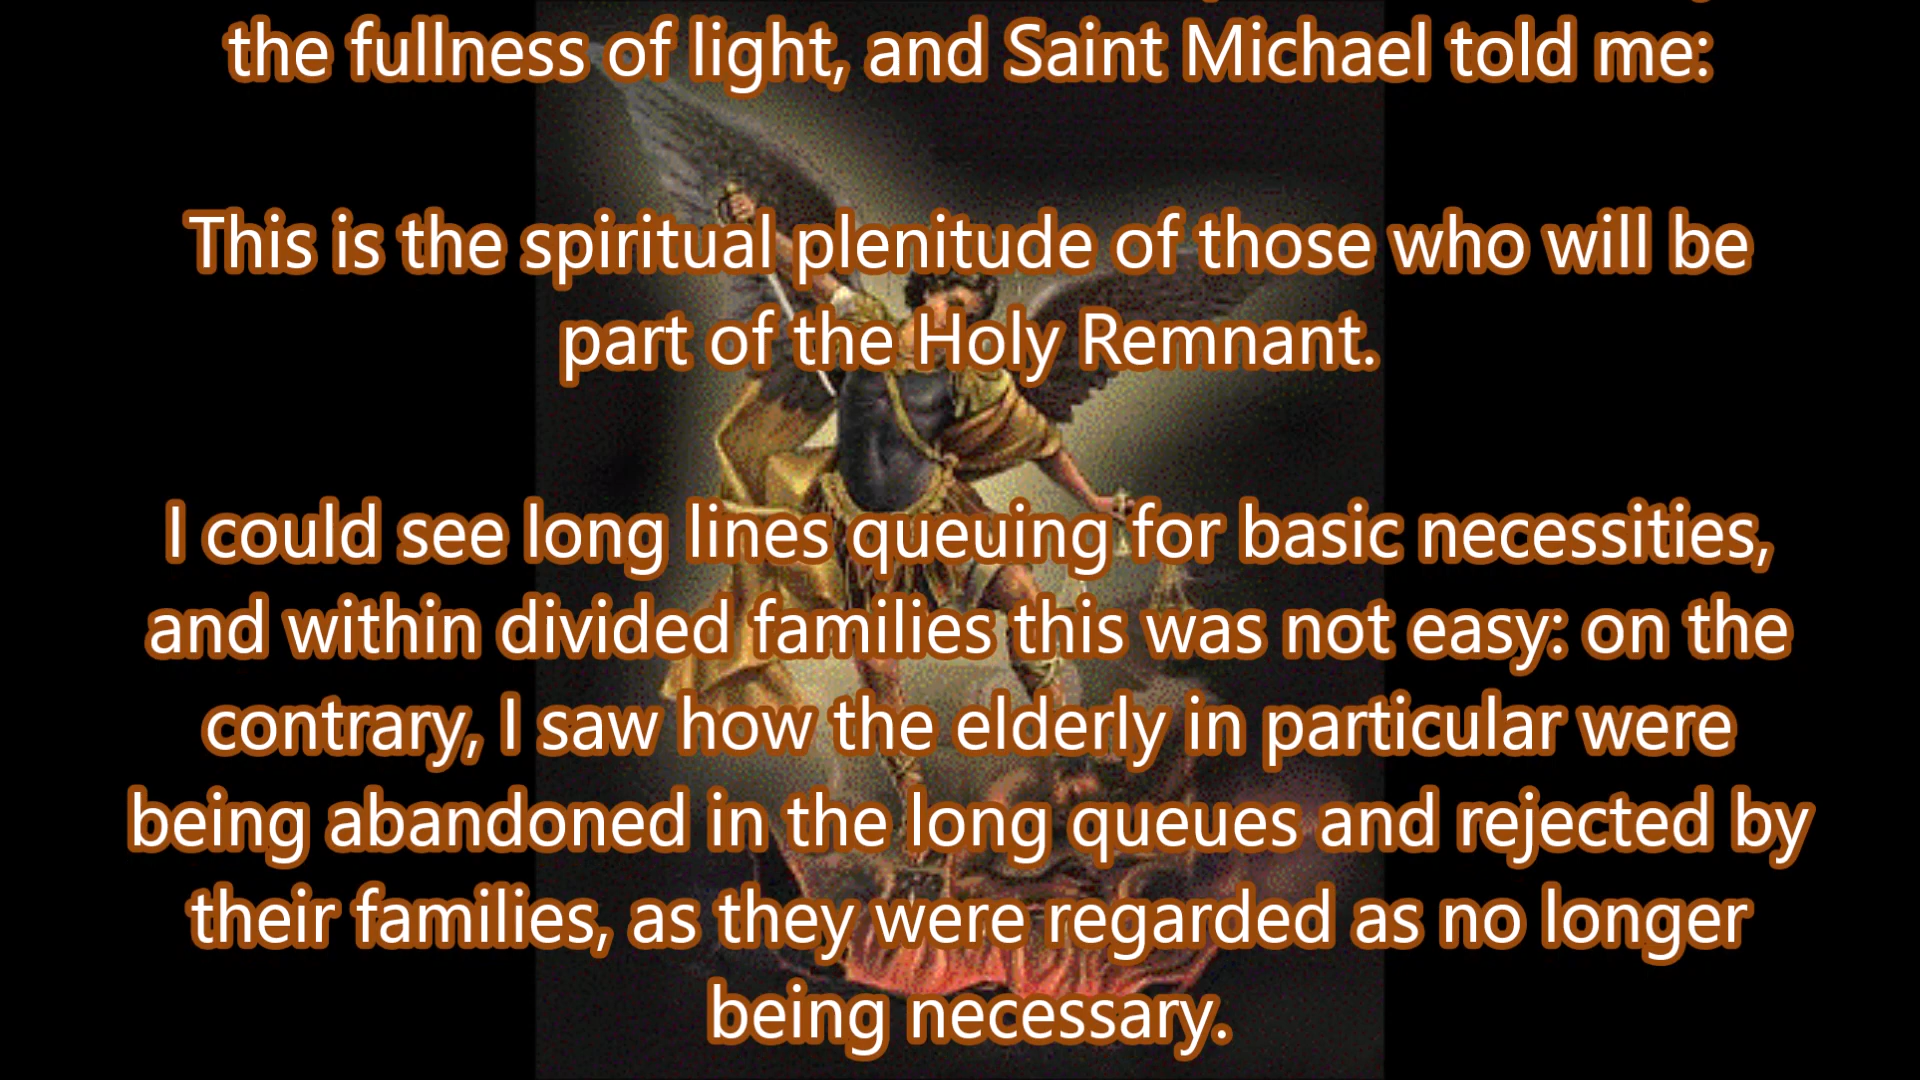 the fullness of light, and Saint Michael told me:
This is the spiritual plenitude of those who will be
part of the Holy Remnant.
I could see long lines queuing for basic necessities,
and within divided families this was not easy: on the
contrary, I saw how the elderly in particular were
being abandoned in the long queues and rejected by
their families, as they were regarded as no longer
being necessary.